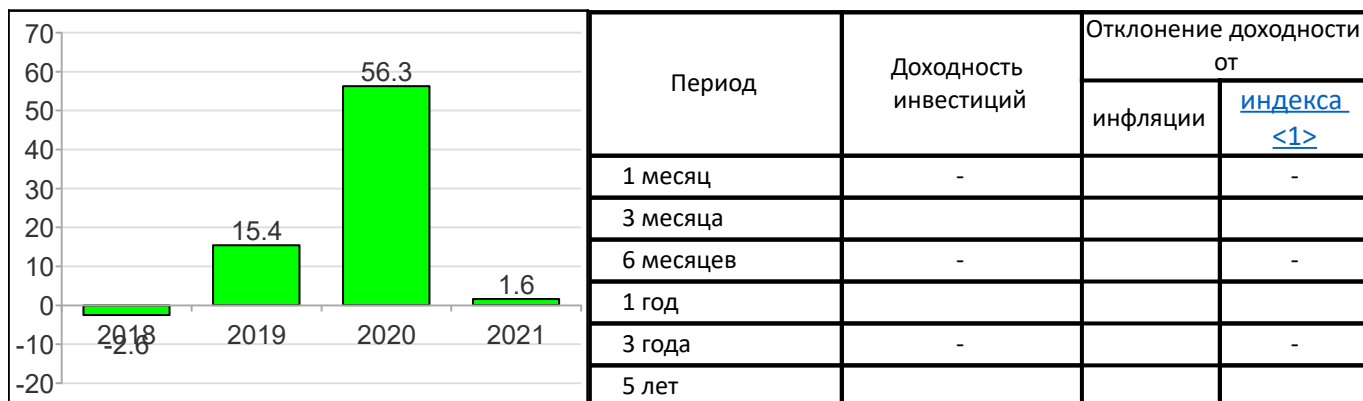 70
60
50
40
30
20
10
0
-10
-20
-2.6
15.4
56.3
1.6
2018
2019
2020
2021
Период
Доходность
инвестиций
Отклонение доходности
от
инфляции
индекса
<1>
1 месяц - -
3 месяца
6 месяцев - -
1 год
3 года - -
5 лет